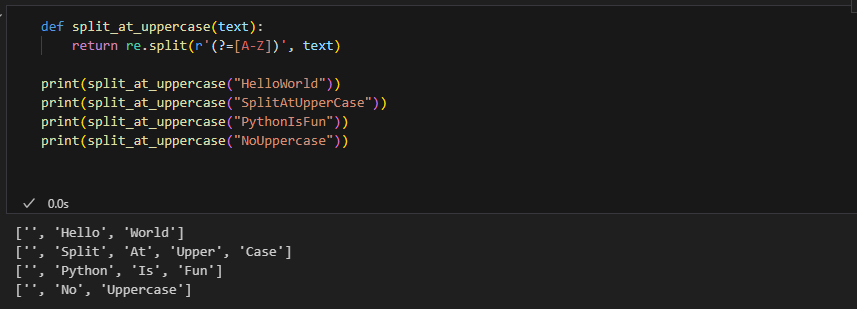 def split_at_uppercase(text):
    return re.split(r'(?=[A-Z])', text)

print(split_at_uppercase("HelloWorld"))
print(split_at_uppercase("SplitAtUpperCase"))
print(split_at_uppercase("PythonIsFun"))
print(split_at_uppercase("NoUppercase"))
0.0s
['', 'Hello', 'World']
['', 'Split', 'At', 'Upper', 'Case']
['', 'Python', 'Is', 'Fun']
['', 'No', 'Uppercase']